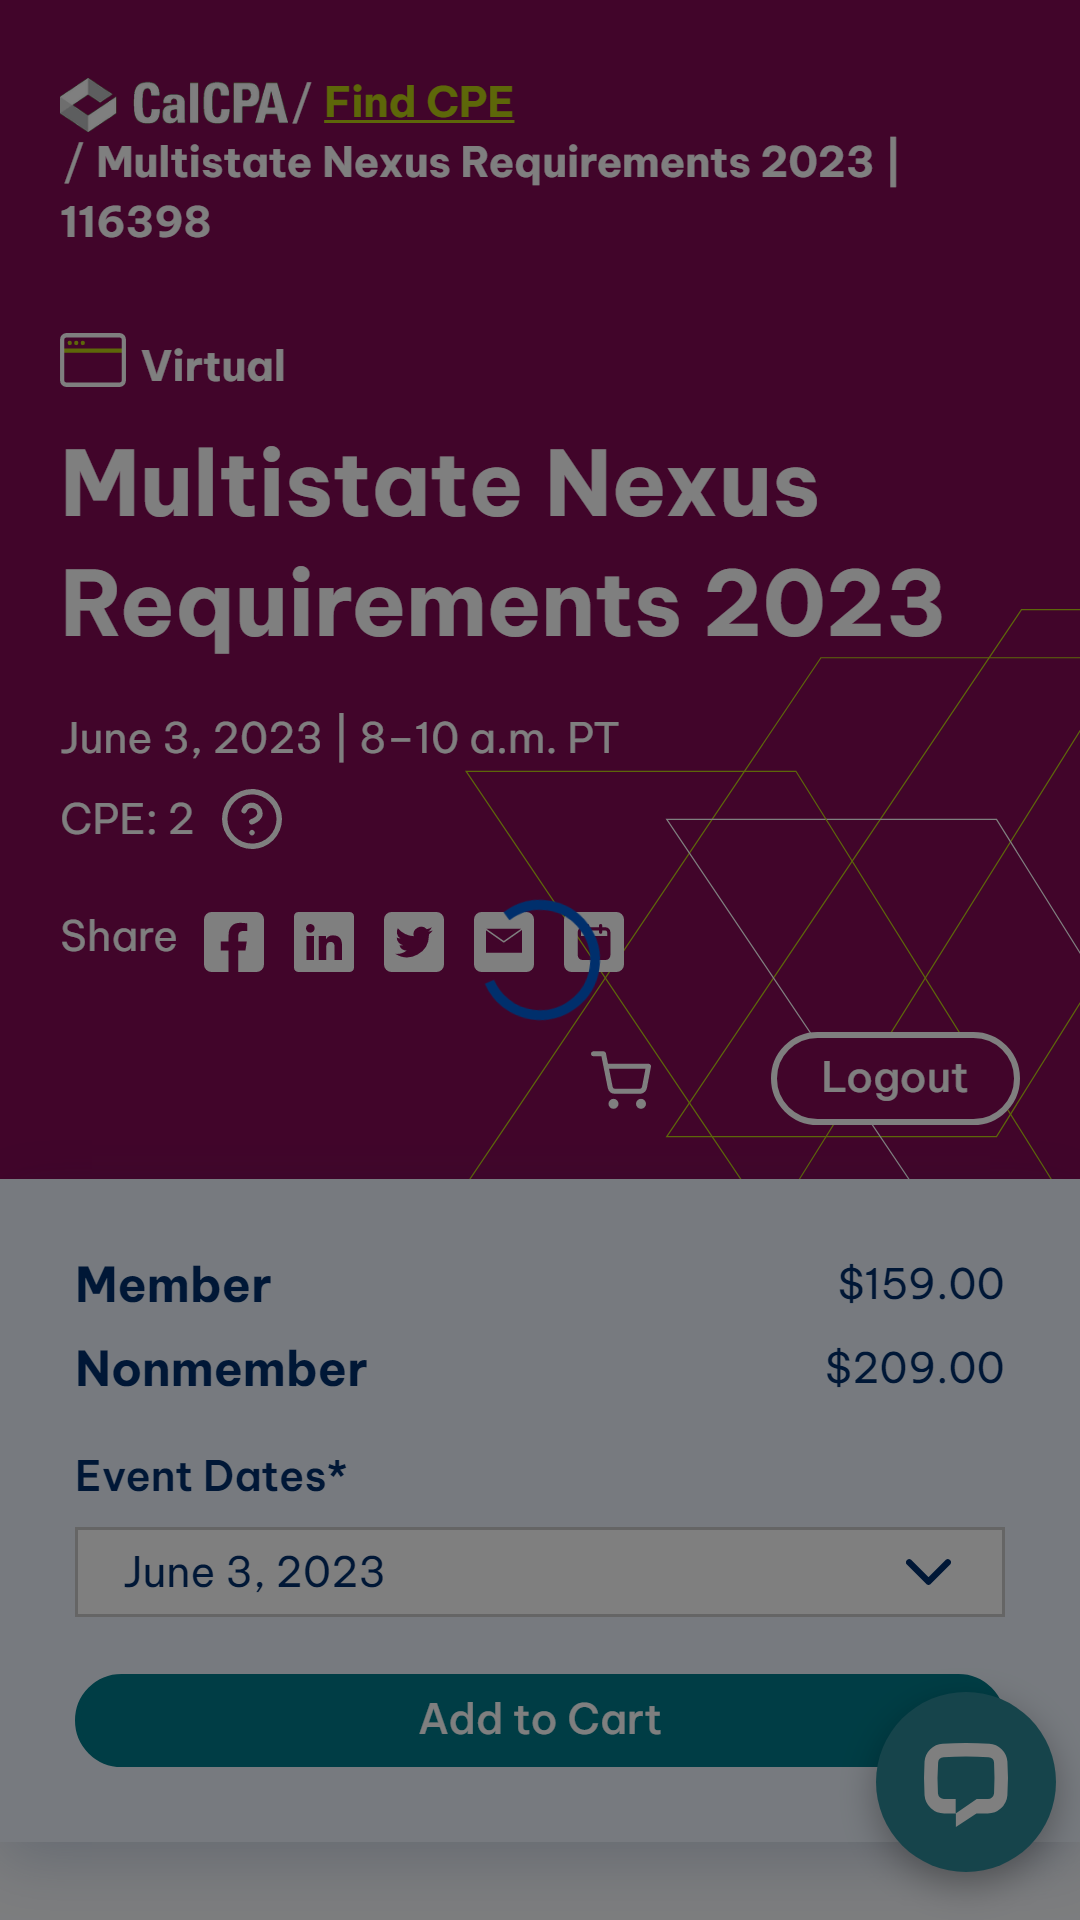 CalCPA / Find CPE
/ Multistate Nexus Requirements 2023 |
116398
Virtual
Multistate Nexus
Requirements 2023
June 3, 2023 | 8–10 a.m. PT
CPE: 2 ?
Share
Logout
Member $159.00
Nonmember $209.00
Event Dates*
June 3, 2023
Add to Cart